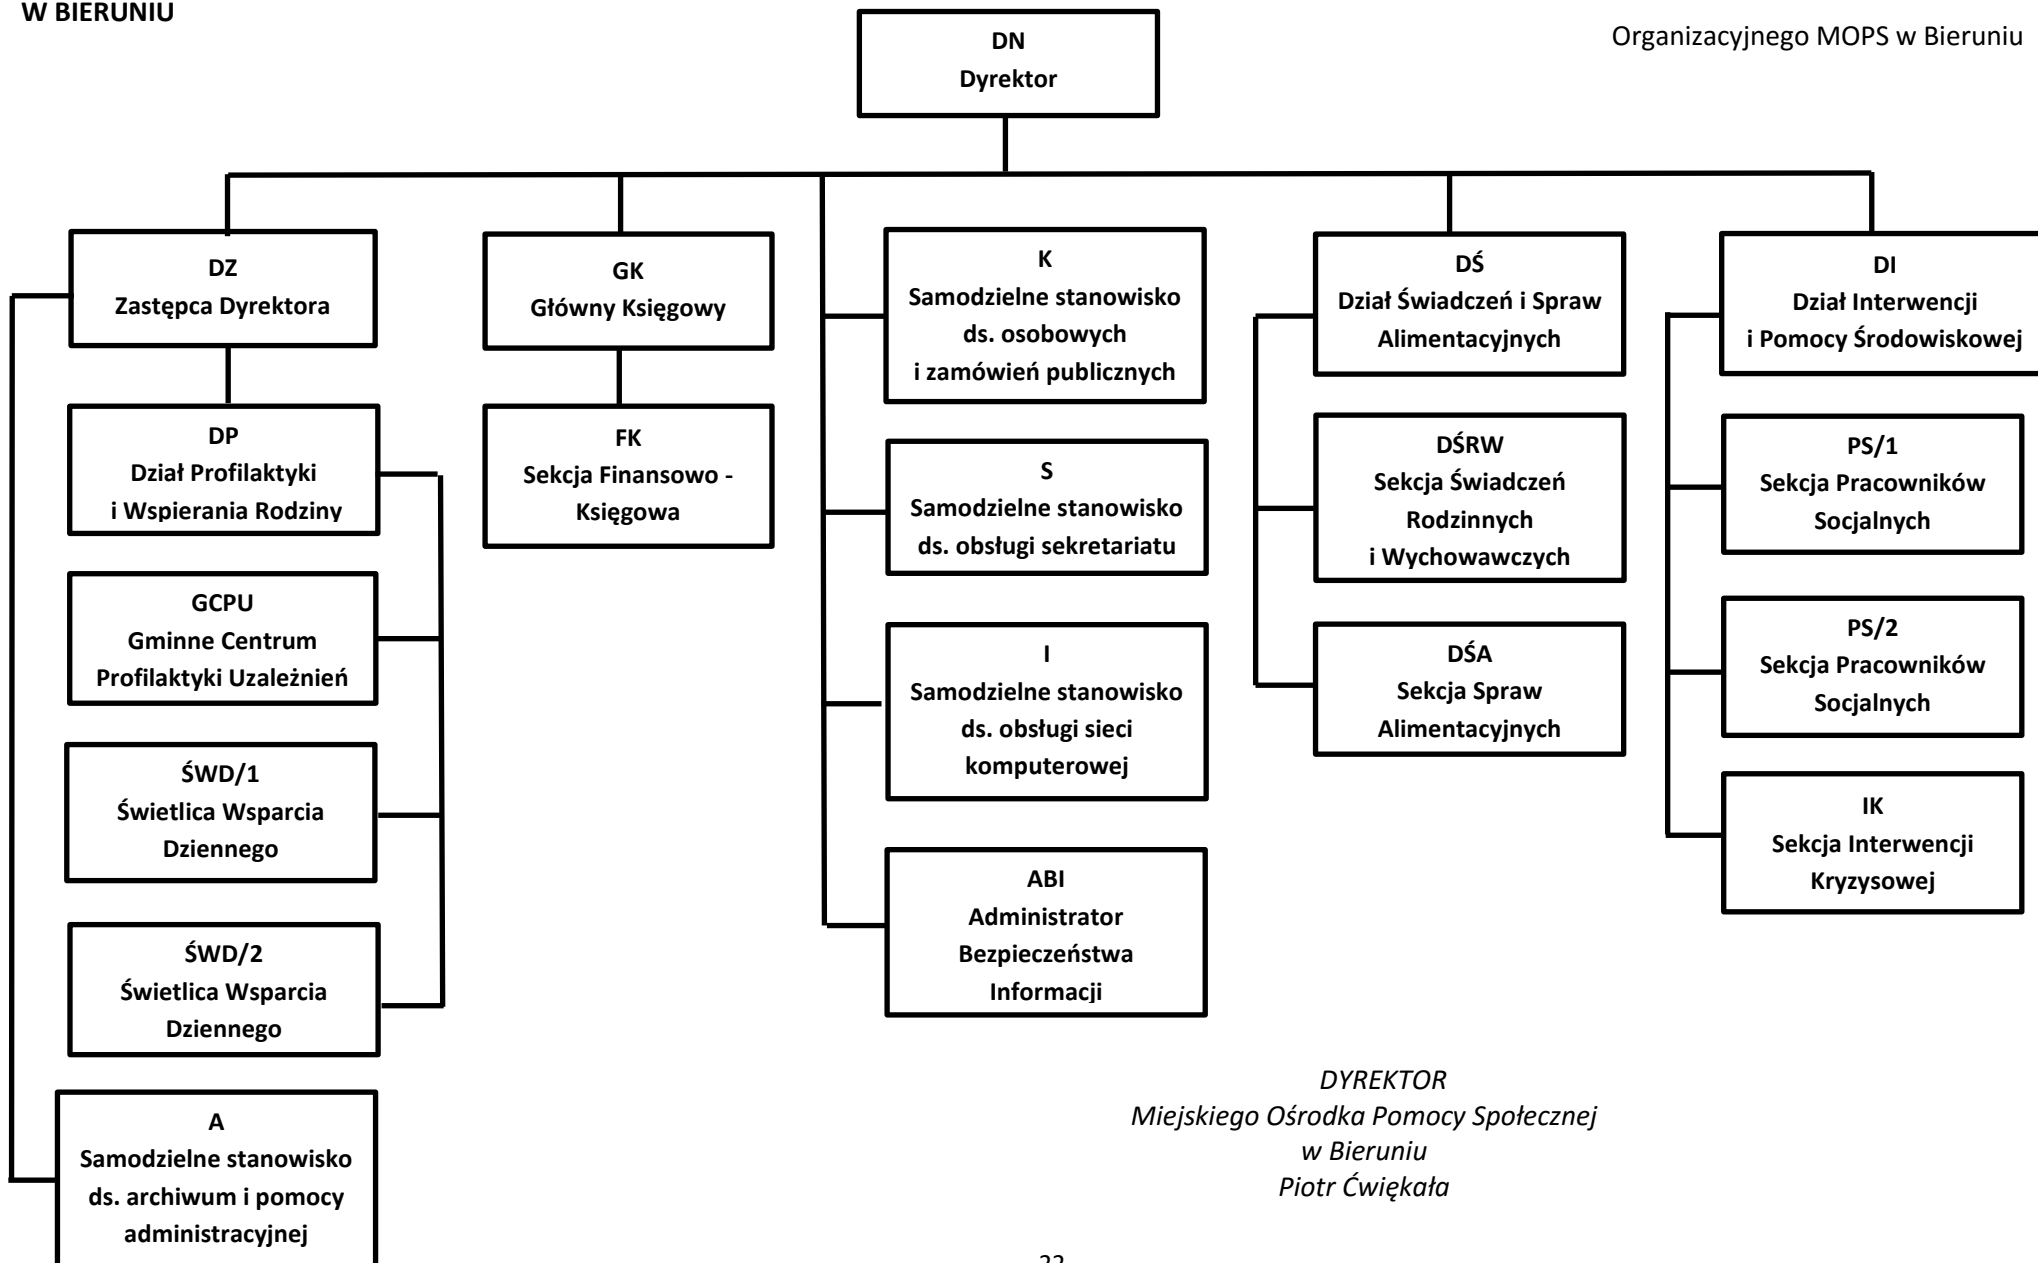 W BIERUNIU
Organizacyjnego MOPS w Bieruniu
DN
Dyrektor
DZ
Zastępca Dyrektora
DP
Dział Profilaktyki
i Wspierania Rodziny
GCPU
Gminne Centrum
Profilaktyki Uzależnień
ŚWD/1
Świetlica Wsparcia
Dziennego
ŚWD/2
Świetlica Wsparcia
Dziennego
A
Samodzielne stanowisko
ds. archiwum i pomocy
administracyjnej
GK
Główny Księgowy
FK
Sekcja Finansowo -
Księgowa
K
Samodzielne stanowisko
ds. osobowych
i zamówień publicznych
S
Samodzielne stanowisko
ds. obsługi sekretariatu
I
Samodzielne stanowisko
ds. obsługi sieci
komputerowej
ABI
Administrator
Bezpieczeństwa
Informacji
DŚ
Dział Świadczeń i Spraw
Alimentacyjnych
DŚRW
Sekcja Świadczeń
Rodzinnych
i Wychowawczych
DŚA
Sekcja Spraw
Alimentacyjnych
DI
Dział Interwencji
i Pomocy Środowiskowej
PS/1
Sekcja Pracowników
Socjalnych
PS/2
Sekcja Pracowników
Socjalnych
IK
Sekcja Interwencji
Kryzysowej
DYREKTOR
Miejskiego Ośrodka Pomocy Społecznej
w Bieruniu
Piotr Ćwiękała